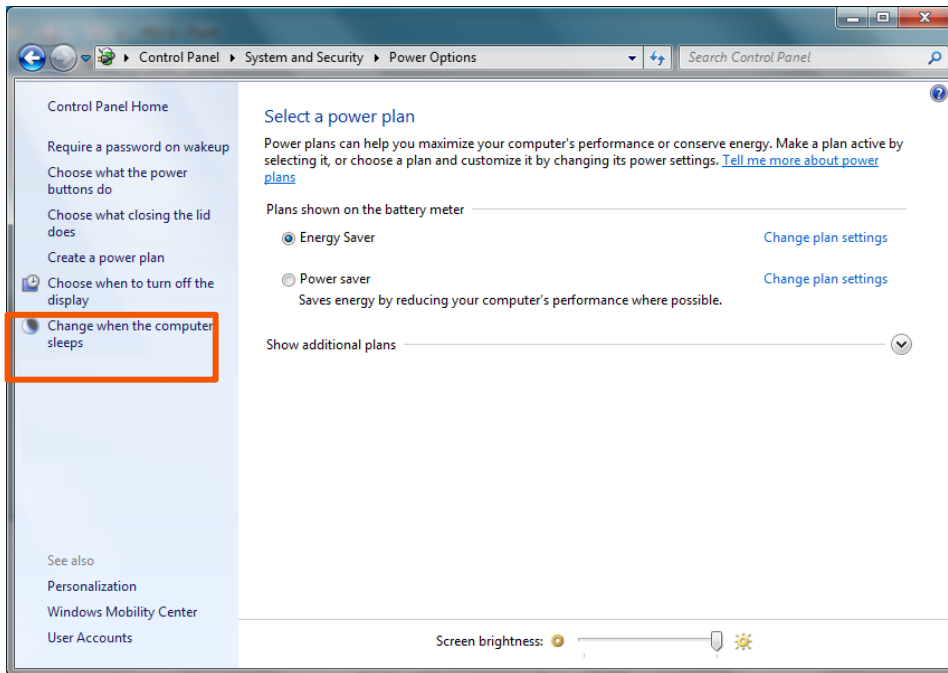 Control Panel ▸ System and Security ▸ Power Options
Search Control Panel
Control Panel Home
Require a password on wakeup
Choose what the power
buttons do
Choose what closing the lid
does
Create a power plan
Choose when to turn off the
display
Change when the computer
sleeps
See also
Personalization
Windows Mobility Center
User Accounts
Select a power plan
Power plans can help you maximize your computer's performance or conserve energy. Make a plan active by
selecting it, or choose a plan and customize it by changing its power settings. Tell me more about power
plans
Plans shown on the battery meter
Energy Saver
Change plan settings
Power saver
Change plan settings
Saves energy by reducing your computer's performance where possible.
Show additional plans
Screen brightness: